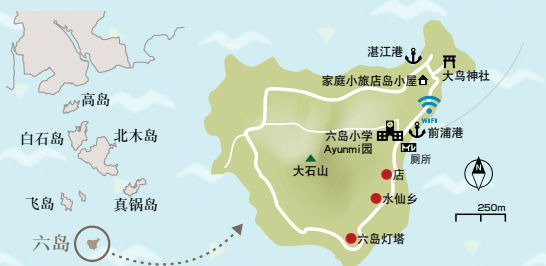 高岛
白石岛
北木岛
飞岛
真锅岛
六岛
湛江港
大鸟神社
家庭小旅店岛小屋
WIFI
六岛小学
Ayunmi园
前浦港
トイレ
厕所
大石山
店
水仙乡
六岛灯塔
N
250m